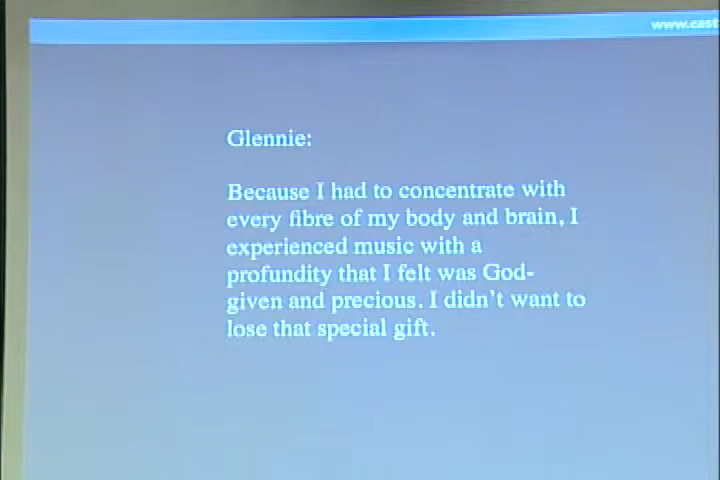 www.cast
Glennie:
Because I had to concentrate with
every fibre of my body and brain, I
experienced music with a
profundity that I felt was God-
given and precious. I didn't want to
lose that special gift.